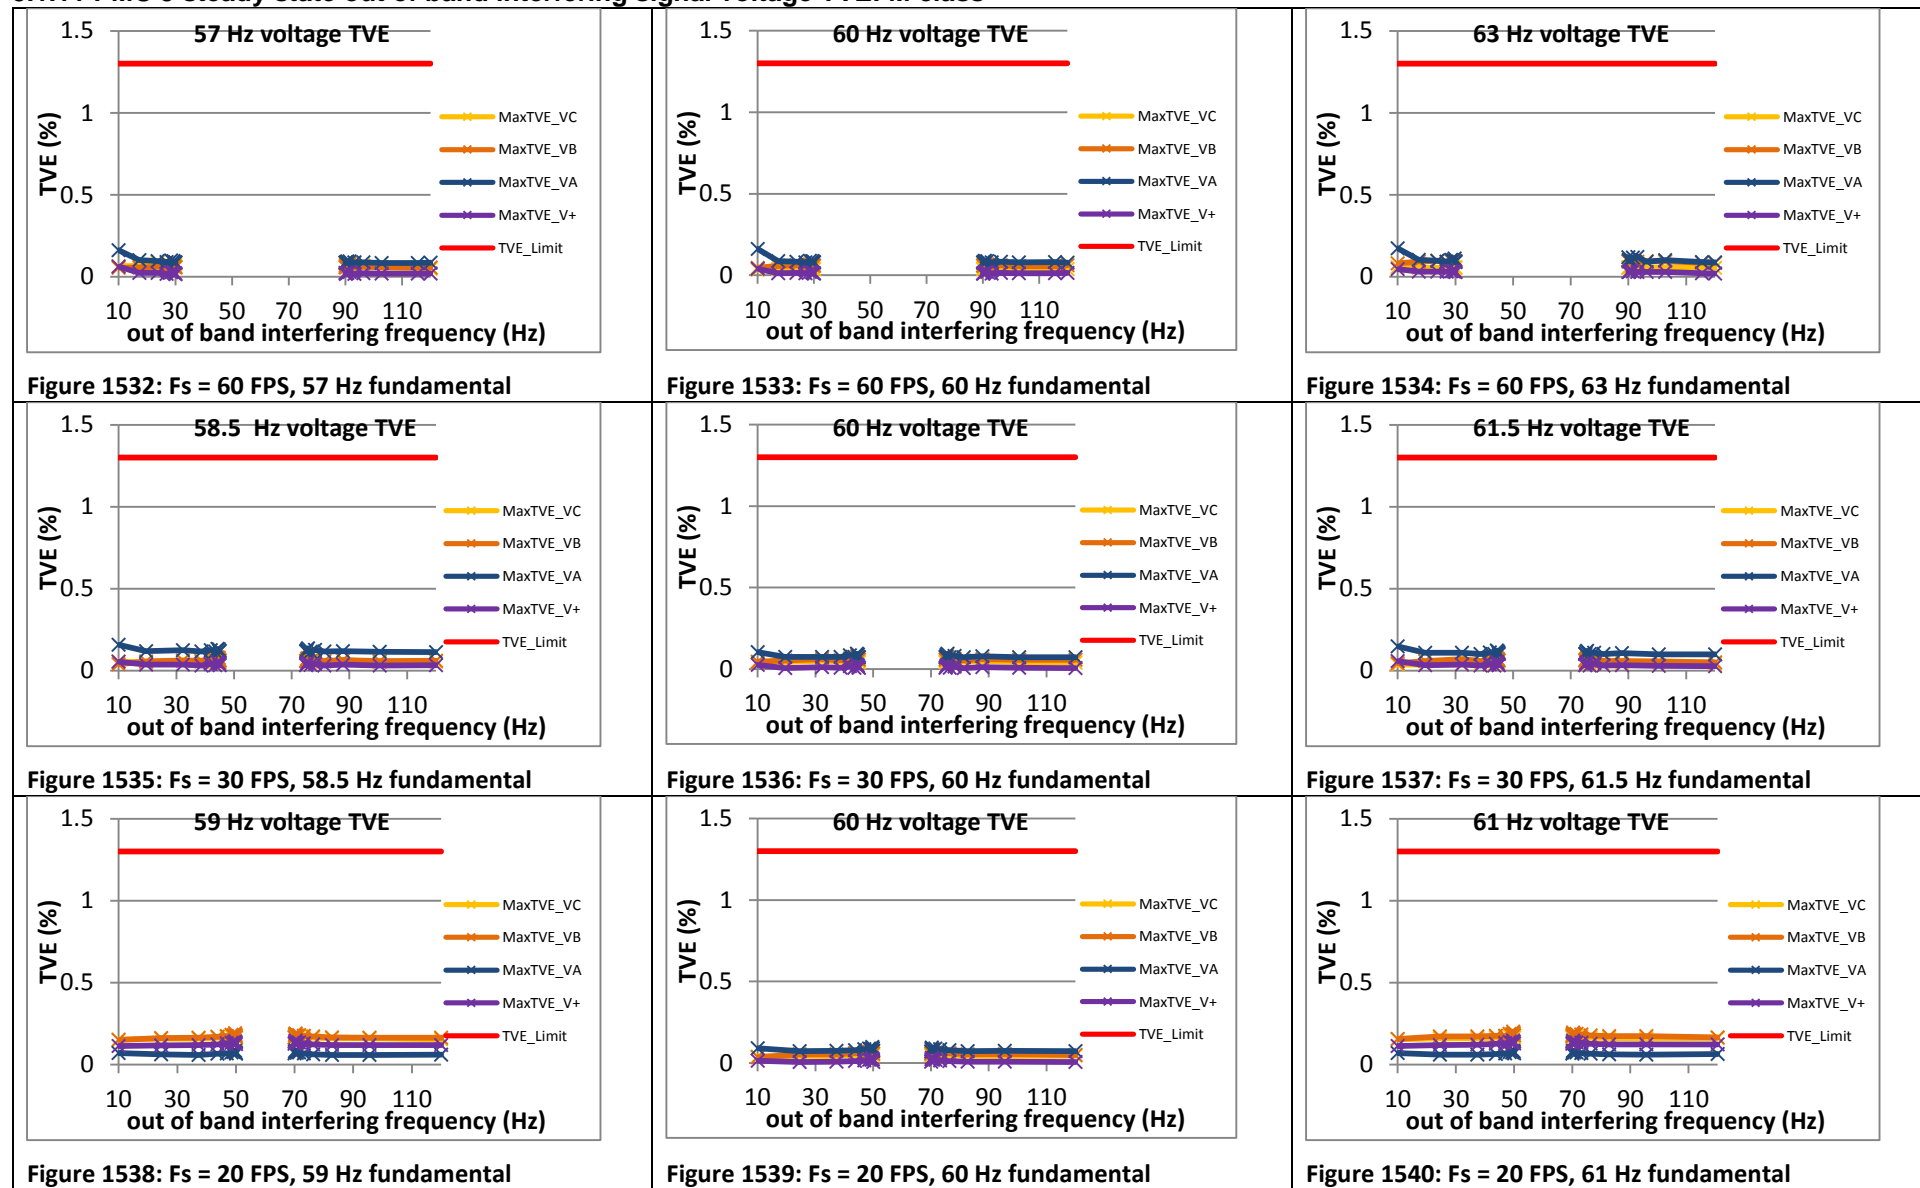 57 Hz voltage TVE
1.5
1
0.5
0
TVE (%)
10 30 50 70 90 110
out of band interfering frequency (Hz)
MaxTVE_VC
MaxTVE_VB
MaxTVE_VA
MaxTVE_V+
TVE_Limit
Figure 1532: Fs = 60 FPS, 57 Hz fundamental
60 Hz voltage TVE
1.5
1
0.5
0
TVE (%)
10 30 50 70 90 110
out of band interfering frequency (Hz)
MaxTVE_VC
MaxTVE_VB
MaxTVE_VA
MaxTVE_V+
TVE_Limit
Figure 1533: Fs = 60 FPS, 60 Hz fundamental
63 Hz voltage TVE
1.5
1
0.5
0
TVE (%)
10 30 50 70 90 110
out of band interfering frequency (Hz)
MaxTVE_VC
MaxTVE_VB
MaxTVE_VA
MaxTVE_V+
TVE_Limit
Figure 1534: Fs = 60 FPS, 63 Hz fundamental
58.5 Hz voltage TVE
1.5
1
0.5
0
TVE (%)
10 30 50 70 90 110
out of band interfering frequency (Hz)
MaxTVE_VC
MaxTVE_VB
MaxTVE_VA
MaxTVE_V+
TVE_Limit
Figure 1535: Fs = 30 FPS, 58.5 Hz fundamental
60 Hz voltage TVE
1.5
1
0.5
0
TVE (%)
10 30 50 70 90 110
out of band interfering frequency (Hz)
MaxTVE_VC
MaxTVE_VB
MaxTVE_VA
MaxTVE_V+
TVE_Limit
Figure 1536: Fs = 30 FPS, 60 Hz fundamental
61.5 Hz voltage TVE
1.5
1
0.5
0
TVE (%)
10 30 50 70 90 110
out of band interfering frequency (Hz)
MaxTVE_VC
MaxTVE_VB
MaxTVE_VA
MaxTVE_V+
TVE_Limit
Figure 1537: Fs = 30 FPS, 61.5 Hz fundamental
59 Hz voltage TVE
1.5
1
0.5
0
TVE (%)
10 30 50 70 90 110
out of band interfering frequency (Hz)
MaxTVE_VC
MaxTVE_VB
MaxTVE_VA
MaxTVE_V+
TVE_Limit
Figure 1538: Fs = 20 FPS, 59 Hz fundamental
60 Hz voltage TVE
1.5
1
0.5
0
TVE (%)
10 30 50 70 90 110
out of band interfering frequency (Hz)
MaxTVE_VC
MaxTVE_VB
MaxTVE_VA
MaxTVE_V+
TVE_Limit
Figure 1539: Fs = 20 FPS, 60 Hz fundamental
61 Hz voltage TVE
1.5
1
0.5
0
TVE (%)
10 30 50 70 90 110
out of band interfering frequency (Hz)
MaxTVE_VC
MaxTVE_VB
MaxTVE_VA
MaxTVE_V+
TVE_Limit
Figure 1540: Fs = 20 FPS, 61 Hz fundamental